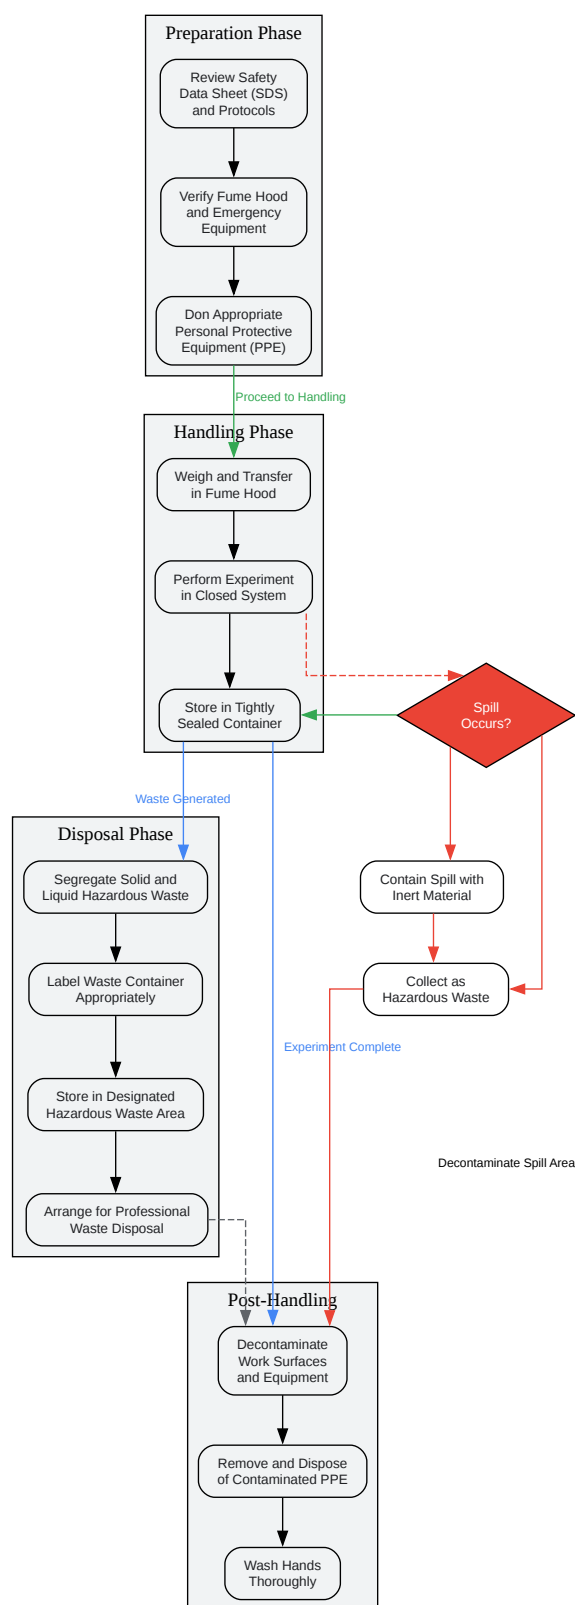 Preparation Phase
Review Safety
Data Sheet (SDS)
and Protocols
Verify Fume Hood
and Emergency
Equipment
Don Appropriate
Personal Protective
Equipment (PPE)
Proceed to Handling
Handling Phase
Weigh and Transfer
in Fume Hood
Perform Experiment
in Closed System
Store in Tightly
Sealed Container
Spill
Occurs?
Waste Generated
Disposal Phase
Segregate Solid and
Liquid Hazardous Waste
Contain Spill with
Inert Material
Label Waste Container
Appropriately
Collect as
Hazardous Waste
Experiment Complete
Store in Designated
Hazardous Waste Area
Decontaminate Spill Area
Arrange for Professional
Waste Disposal
Post-Handling
Decontaminate
Work Surfaces
and Equipment
Remove and Dispose
of Contaminated PPE
Wash Hands
Thoroughly